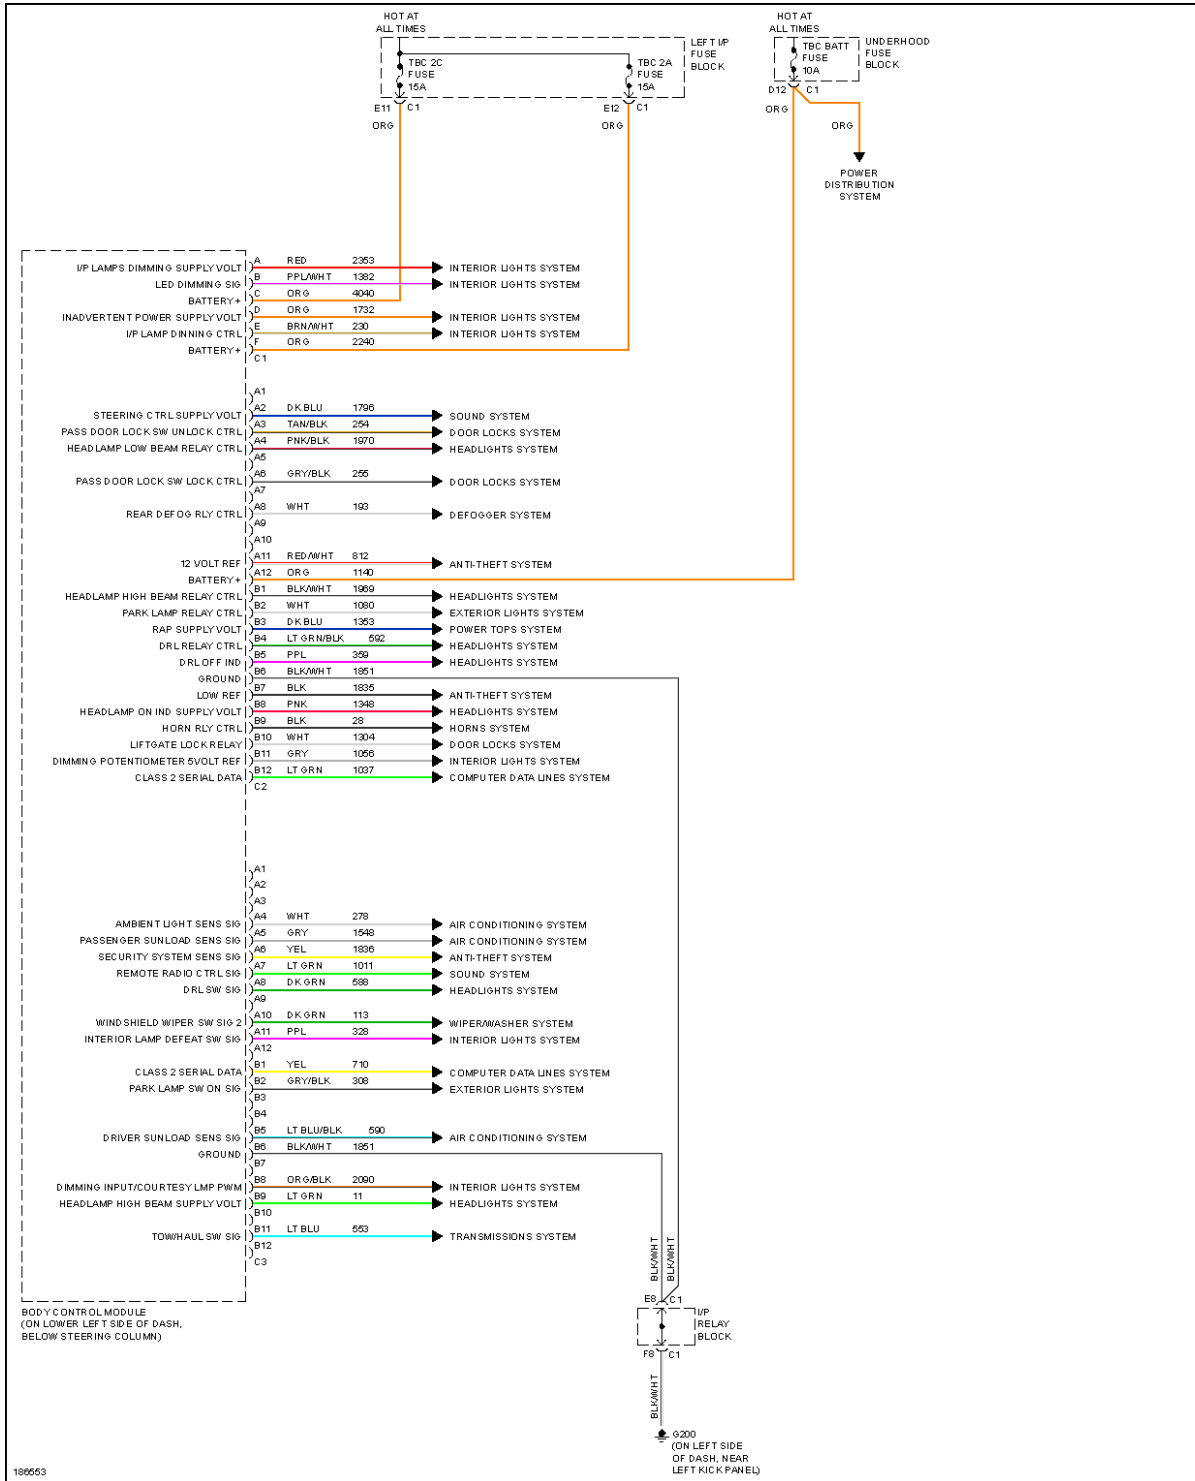 HOT AT
ALL TIMES
LEFT I/P
FUSE
BLOCK
TBC 2C
FUSE
15A
TBC 2A
FUSE
15A
E11 C1
ORG
E12 C1
ORG
HOT AT
ALL TIMES
TBC BATT
FUSE
10A
UNDERHOOD
FUSE
BLOCK
D12 C1
ORG
ORG
POWER
DISTRIBUTION
SYSTEM
I/P LAMPS DIMMING SUPPLY VOLT A RED 2353 INTERIOR LIGHTS SYSTEM
LED DIMMING SIG B PPL/WHT 1382 INTERIOR LIGHTS SYSTEM
BATTERY+ C ORG 4040
INADVERTENT POWER SUPPLY VOLT D ORG 1732 INTERIOR LIGHTS SYSTEM
I/P LAMP DINNING CTRL E BRN/WHT 230 INTERIOR LIGHTS SYSTEM
BATTERY+ F ORG 2240
C1
A1
STEERING CTRL SUPPLY VOLT A2 DK BLU 1796 SOUND SYSTEM
PASS DOOR LOCK SW UNLOCK CTRL A3 TAN/BLK 254 DOOR LOCKS SYSTEM
HEADLAMP LOW BEAM RELAY CTRL A4 PNK/BLK 1970 HEADLIGHTS SYSTEM
A5
PASS DOOR LOCK SW LOCK CTRL A6 GRY/BLK 255 DOOR LOCKS SYSTEM
A7
REAR DEFOG RLY CTRL A8 WHT 193 DEFOGGER SYSTEM
A9
A10
12 VOLT REF A11 RED/WHT 812 ANTI-THEFT SYSTEM
BATTERY+ A12 ORG 1140
HEADLAMP HIGH BEAM RELAY CTRL B1 BLK/WHT 1969 HEADLIGHTS SYSTEM
PARK LAMP RELAY CTRL B2 WHT 1080 EXTERIOR LIGHTS SYSTEM
RAP SUPPLY VOLT B3 DK BLU 1353 POWER TOPS SYSTEM
DRL RELAY CTRL B4 LT GRN/BLK 592 HEADLIGHTS SYSTEM
DRL OFF IND B5 PPL 359 HEADLIGHTS SYSTEM
GROUND B6 BLK/WHT 1851
LOW REF B7 BLK 1835 ANTI-THEFT SYSTEM
HEADLAMP ON IND SUPPLY VOLT B8 PNK 1348 HEADLIGHTS SYSTEM
HORN RLY CTRL B9 BLK 28 HORNS SYSTEM
LIFTGATE LOCK RELAY B10 WHT 1304 DOOR LOCKS SYSTEM
DIMMING POTENTIOMETER 5VOLT REF B11 GRY 1056 INTERIOR LIGHTS SYSTEM
CLASS 2 SERIAL DATA B12 LT GRN 1037 COMPUTER DATA LINES SYSTEM
C2
A1
A2
A3
AMBIENT LIGHT SENS SIG A4 WHT 278 AIR CONDITIONING SYSTEM
PASSENGER SUNLOAD SENS SIG A5 GRY 1548 AIR CONDITIONING SYSTEM
SECURITY SYSTEM SENS SIG A6 YEL 1836 ANTI-THEFT SYSTEM
REMOTE RADIO CTRL SIG A7 LT GRN 1011 SOUND SYSTEM
DRL SW SIG A8 DK GRN 588 HEADLIGHTS SYSTEM
A9
WINDSHIELD WIPER SW SIG 2 A10 DK GRN 113 WIPER/WASHER SYSTEM
INTERIOR LAMP DEFEAT SW SIG A11 PPL 328 INTERIOR LIGHTS SYSTEM
A12
CLASS 2 SERIAL DATA B1 YEL 710 COMPUTER DATA LINES SYSTEM
PARK LAMP SW ON SIG B2 GRY/BLK 308 EXTERIOR LIGHTS SYSTEM
B3
B4
DRIVER SUNLOAD SENS SIG B5 LT BLU/BLK 590 AIR CONDITIONING SYSTEM
GROUND B6 BLK/WHT 1851
B7
DIMMING INPUT/COURTESY LMP PWM B8 ORG/BLK 2090 INTERIOR LIGHTS SYSTEM
HEADLAMP HIGH BEAM SUPPLY VOLT B9 LT GRN 11 HEADLIGHTS SYSTEM
B10
TOW/HAUL SW SIG B11 LT BLU 553 TRANSMISSIONS SYSTEM
B12
C3
BODY CONTROL MODULE
(ON LOWER LEFT SIDE OF DASH,
BELOW STEERING COLUMN)
BLK/WHT
BLK/WHT
E8 C1
I/P
RELAY
BLOCK
F8 C1
BLK/WHT
G200
(ON LEFT SIDE
OF DASH, NEAR
LEFT KICK PANEL)
186553